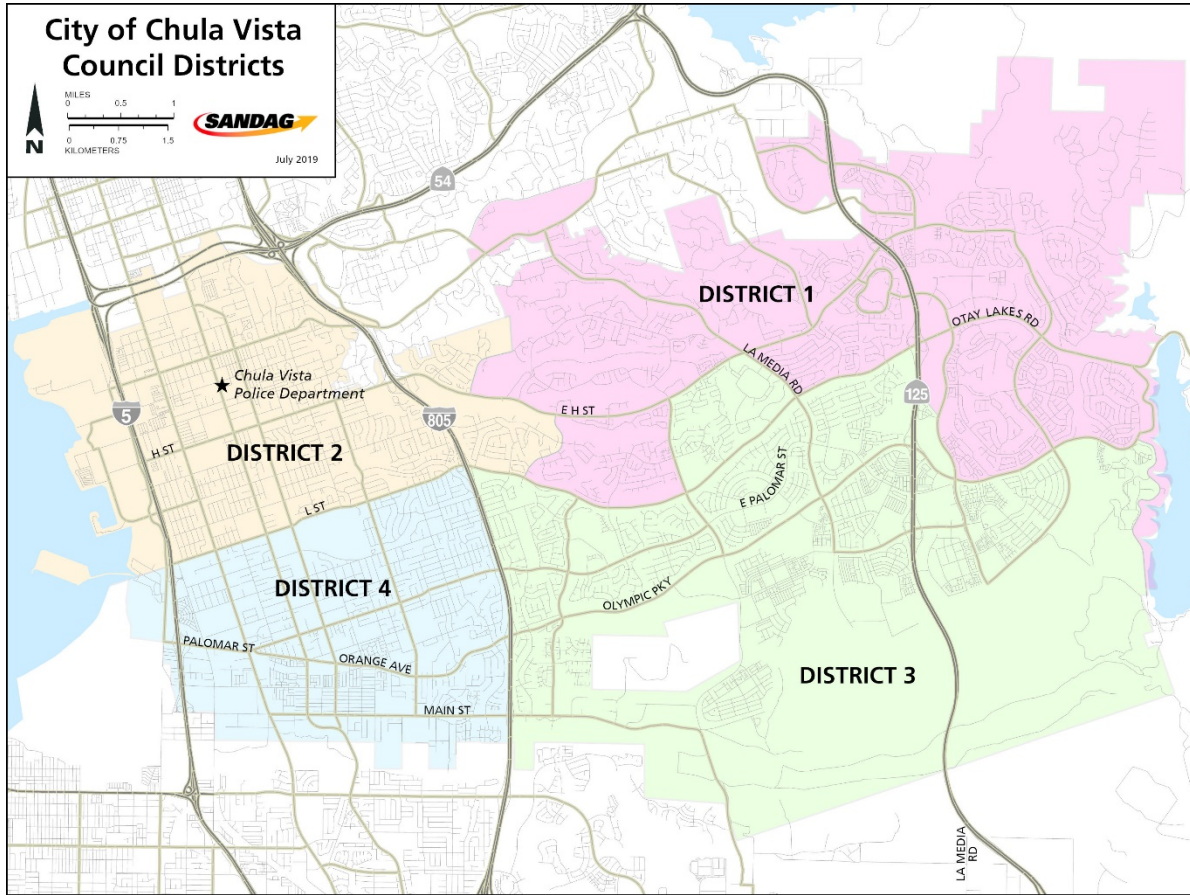 City of Chula Vista
Council Districts
MILES
0 0.5 1
0 0.75 1.5
KILOMETERS
N
SANDAG
July 2019
54
DISTRICT 1
OTAY LAKES RD
LA MEDIA RD
Chula Vista
Police Department
5
805
125
E H ST
H ST
DISTRICT 2
E PALOMAR ST
L ST
DISTRICT 4
OLYMPIC PKY
PALOMAR ST
ORANGE AVE
DISTRICT 3
MAIN ST
LA MEDIA
RD